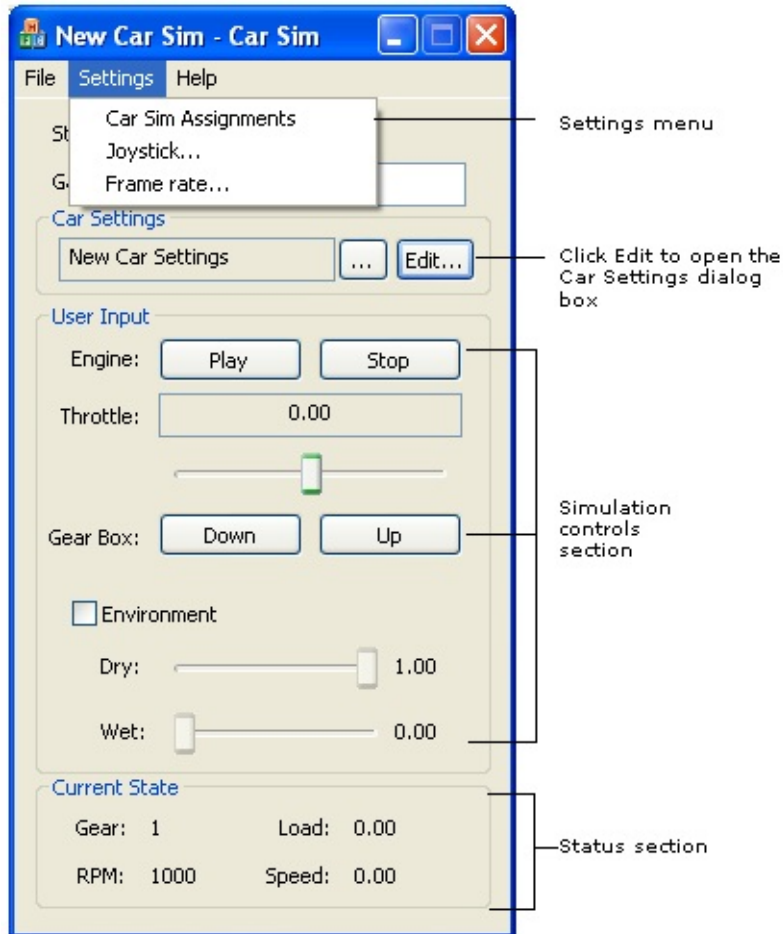 New Car Sim - Car Sim
File Settings Help
Car Sim Assignments
Joystick...
Frame rate...
Settings menu
Car Settings
New Car Settings ... Edit...
Click Edit to open the
Car Settings dialog
box
User Input
Engine: Play Stop
Throttle: 0.00
Gear Box: Down Up
Simulation
controls
section
Environment
Dry: 1.00
Wet: 0.00
Current State
Gear: 1 Load: 0.00
RPM: 1000 Speed: 0.00
Status section